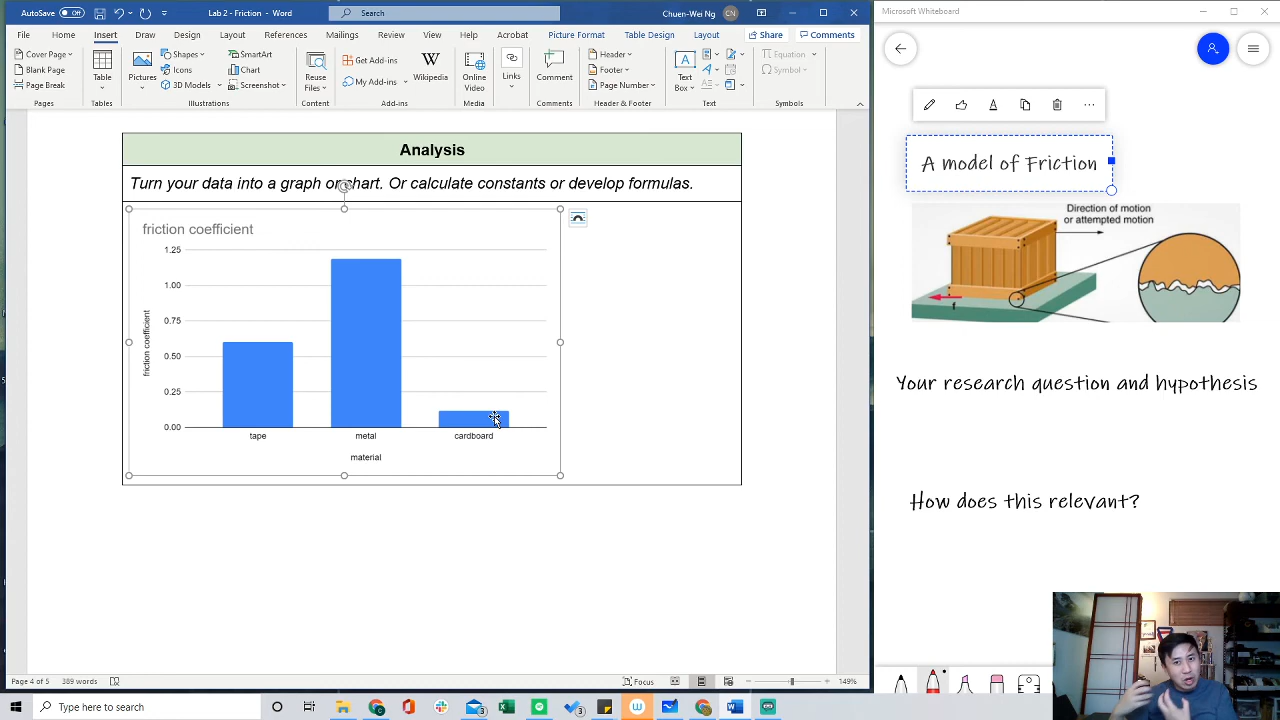 AutoSave Off Lab 2 - Word Search Chuen-Wei Ng CN
File Home Insert Draw Design Layout References Mailings Review View Help Acrobat Picture Format Table Design Layout Share Comments
Cover Page
Blank Page
Page Break
Pages
Table
Tables
Pictures
Shapes
Icons
3D Models
SmartArt
Chart
Screenshot
Illustrations
Reuse
Files
Content
Get Add-ins
My Add-ins
Wikipedia
Add-ins
Online
Video
Media
Links
Comment
Comments
Header
Footer
Page Number
Header & Footer
Text
Box
Text
Equation
Symbol
Symbols
Analysis
Turn your data into a graph or chart. Or calculate constants or develop formulas.
friction coefficient
1.25
1.00
0.75
0.50
0.25
0.00
friction coefficient
tape metal cardboard
material
Page 4 of 5 389 words Focus 149%
Microsoft Whiteboard
A model of Friction
Direction of motion
or attempted motion
f
Your research question and hypothesis
How does this relevant?
Type here to search